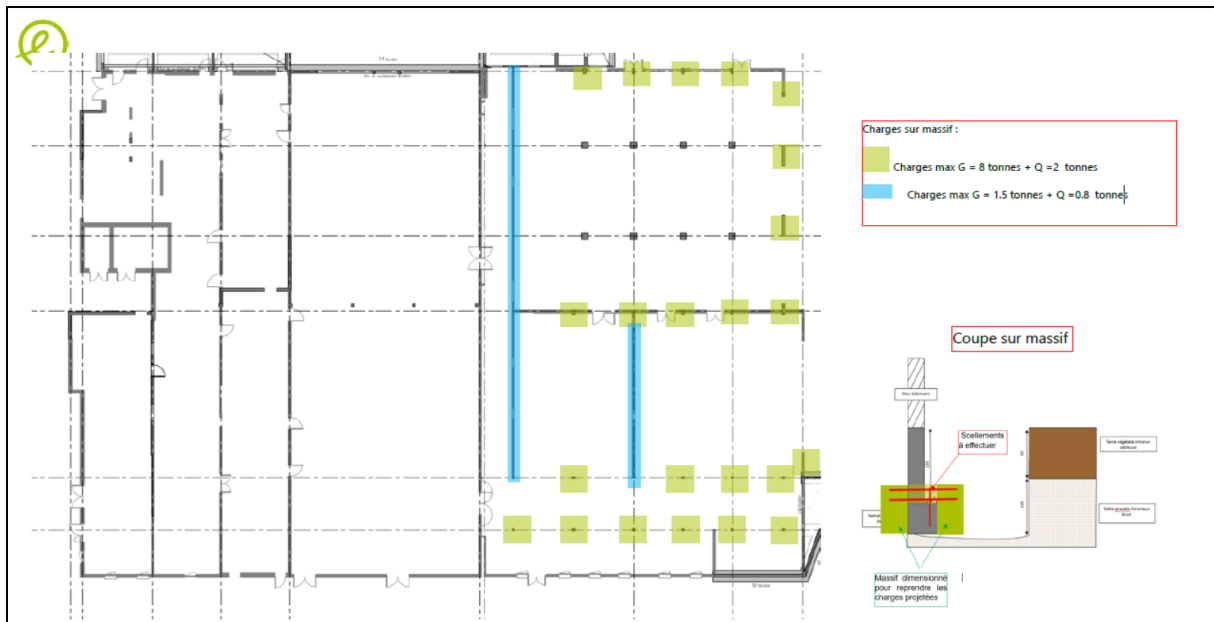 Charges sur massif :
Charges max G = 8 tonnes + Q =2 tonnes
Charges max G = 1.5 tonnes + Q =0.8 tonnes
Coupe sur massif
Scellements
à effectuer
Massif dimensionné
pour reprendre les
charges projetées